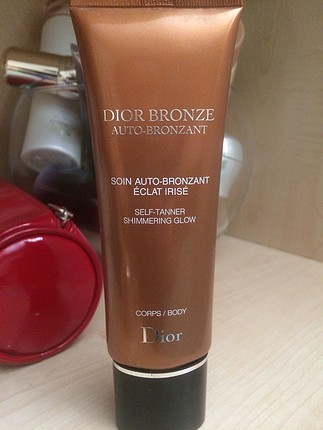 DIOR BRONZE
AUTO-BRONZANT
SOIN AUTO-BRONZANT
ÉCLAT IRISÉ
SELF-TANNER
SHIMMERING GLOW
CORPS / BODY
Dior